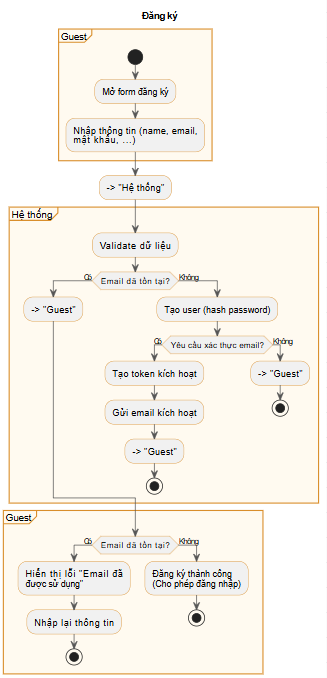 Đăng ký
Guest
Mở form đăng ký
Nhập thông tin (name, email,
mật khẩu, ...)
-> "Hệ thống"
Hệ thống
Validate dữ liệu
Có
Email đã tồn tại?
Không
-> "Guest"
Tạo user (hash password)
Có
Yêu cầu xác thực email?
Không
Tạo token kích hoạt
-> "Guest"
Gửi email kích hoạt
-> "Guest"
Guest
Có
Email đã tồn tại?
Không
Hiển thị lỗi "Email đã
được sử dụng"
Đăng ký thành công
(Cho phép đăng nhập)
Nhập lại thông tin